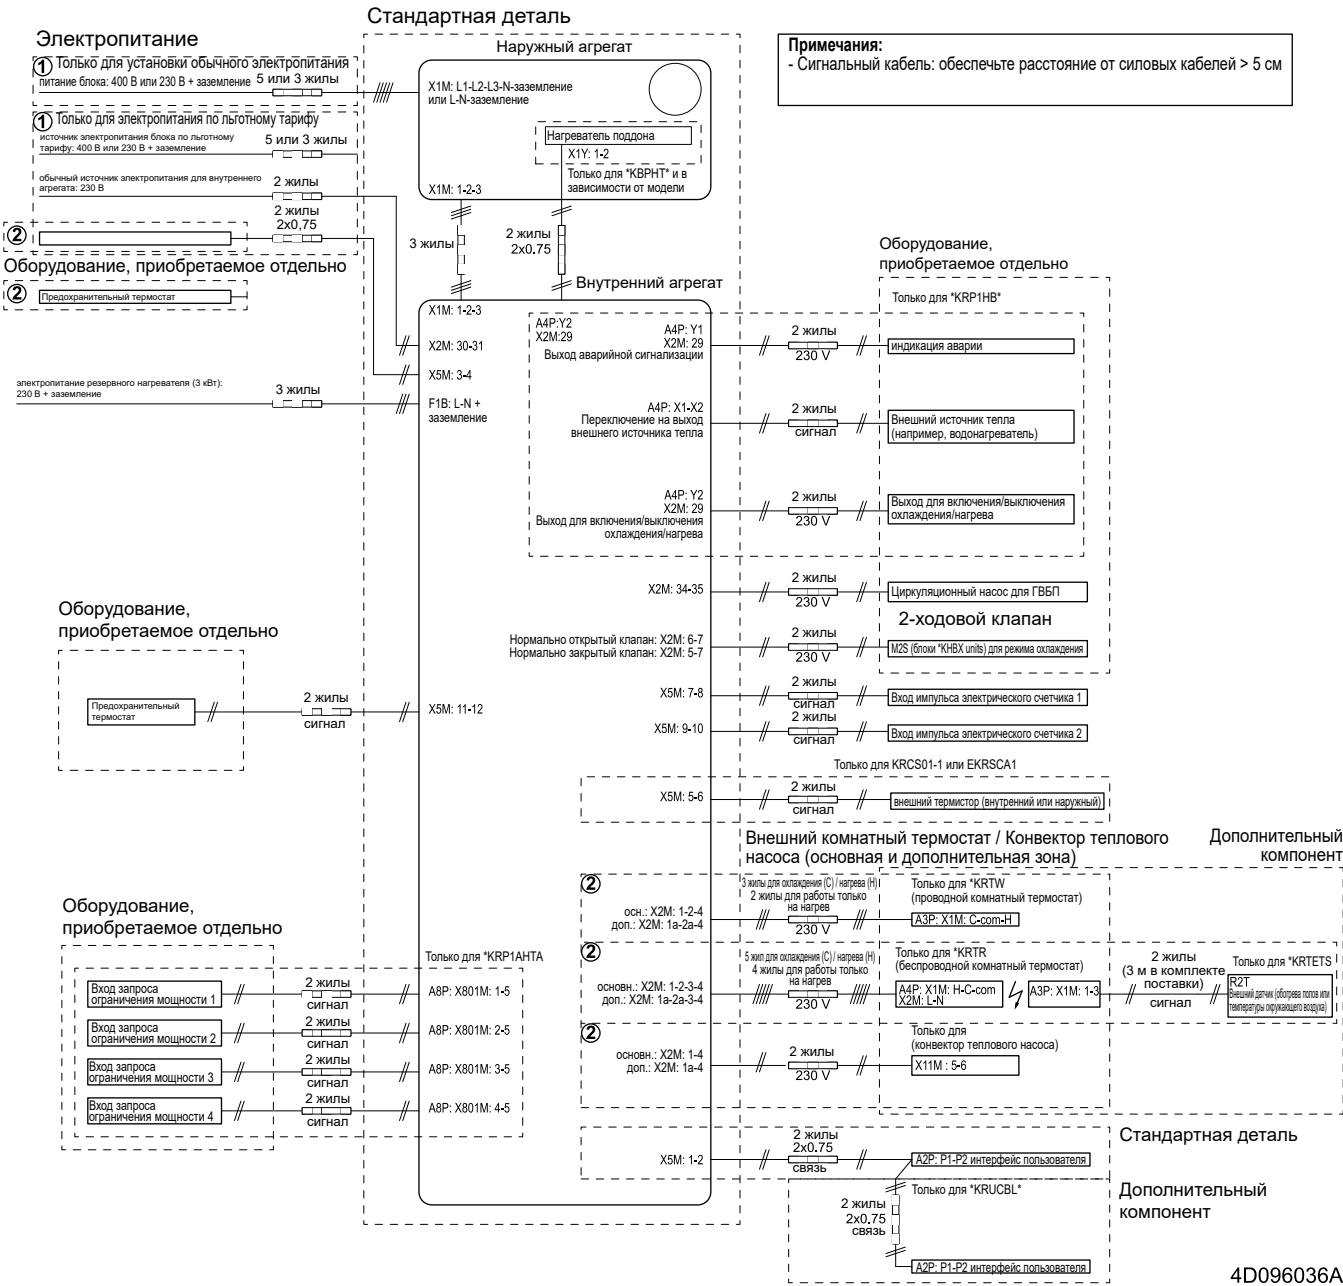 Стандартная деталь
Электропитание
① Только для установки обычного электропитания
питание блока: 400 В или 230 В + заземление
5 или 3 жилы
Наружный агрегат
X1M: L1-L2-L3-N-заземление
или L-N-заземление
Нагреватель поддона
X1Y: 1-2
Только для *KBPHT* и в
зависимости от модели
X1M: 1-2-3
Примечания:
- Сигнальный кабель: обеспечьте расстояние от силовых кабелей > 5 см
① Только для электропитания по льготному тарифу
источник электропитания блока по льготному
тарифу: 400 В или 230 В + заземление
5 или 3 жилы
обычный источник электропитания для внутреннего
агрегата: 230 В
2 жилы
2 жилы
2x0,75
②
Оборудование, приобретаемое отдельно
②
Предохранительный термостат
3 жилы
2 жилы
2x0.75
Внутренний агрегат
X1M: 1-2-3
X2M: 30-31
X5M: 3-4
F1B: L-N +
заземление
электропитание резервного нагревателя (3 кВт):
230 В + заземление
3 жилы
Оборудование,
приобретаемое отдельно
Только для *KRP1HB*
A4P:Y2
X2M:29
A4P: Y1
X2M: 29
Выход аварийной сигнализации
2 жилы
230 V
индикация аварии
A4P: X1-X2
Переключение на выход
внешнего источника тепла
2 жилы
сигнал
Внешний источник тепла
(например, водонагреватель)
A4P: Y2
X2M: 29
Выход для включения/выключения
охлаждения/нагрева
2 жилы
230 V
Выход для включения/выключения
охлаждения/нагрева
X2M: 34-35
2 жилы
230 V
Циркуляционный насос для ГВБП
2-ходовой клапан
Нормально открытый клапан: X2M: 6-7
Нормально закрытый клапан: X2M: 5-7
2 жилы
230 V
M2S (блоки *KHBX units) для режима охлаждения
X5M: 7-8
2 жилы
сигнал
Вход импульса электрического счетчика 1
X5M: 9-10
2 жилы
сигнал
Вход импульса электрического счетчика 2
Оборудование,
приобретаемое отдельно
Предохранительный
термостат
2 жилы
сигнал
X5M: 11-12
Только для KRCS01-1 или EKRSCA1
X5M: 5-6
2 жилы
сигнал
внешний термистор (внутренний или наружный)
Внешний комнатный термостат / Конвектор теплового
насоса (основная и дополнительная зона)
Дополнительный
компонент
②
осн.: X2M: 1-2-4
доп.: X2M: 1a-2a-4
3 жилы для охлаждения (C) / нагрева (H)
2 жилы для работы только
на нагрев
230 V
Только для *KRTW
(проводной комнатный термостат)
A3P: X1M: C-com-H
②
основн.: X2M: 1-2-3-4
доп.: X2M: 1a-2a-3-4
5 жил для охлаждения (C) / нагрева (H)
4 жилы для работы только
на нагрев
230 V
Только для *KRTR
(беспроводной комнатный термостат)
A4P: X1M: H-C-com
X2M: L-N
A3P: X1M: 1-3
2 жилы
(3 м в комплекте
поставки)
сигнал
Только для *KRTETS
R2T
Внешний датчик (обогрева полов или
температуры окружающего воздуха)
②
основн.: X2M: 1-4
доп.: X2M: 1a-4
2 жилы
230 V
Только для
(конвектор теплового насоса)
X11M : 5-6
Оборудование,
приобретаемое отдельно
Только для *KRP1AHTA
Вход запроса
ограничения мощности 1
2 жилы
сигнал
A8P: X801M: 1-5
Вход запроса
ограничения мощности 2
2 жилы
сигнал
A8P: X801M: 2-5
Вход запроса
ограничения мощности 3
2 жилы
сигнал
A8P: X801M: 3-5
Вход запроса
ограничения мощности 4
2 жилы
сигнал
A8P: X801M: 4-5
X5M: 1-2
2 жилы
2x0.75
связь
A2P: P1-P2 интерфейс пользователя
Стандартная деталь
Только для *KRUCBL*
2 жилы
2x0.75
связь
A2P: P1-P2 интерфейс пользователя
Дополнительный
компонент
4D096036A